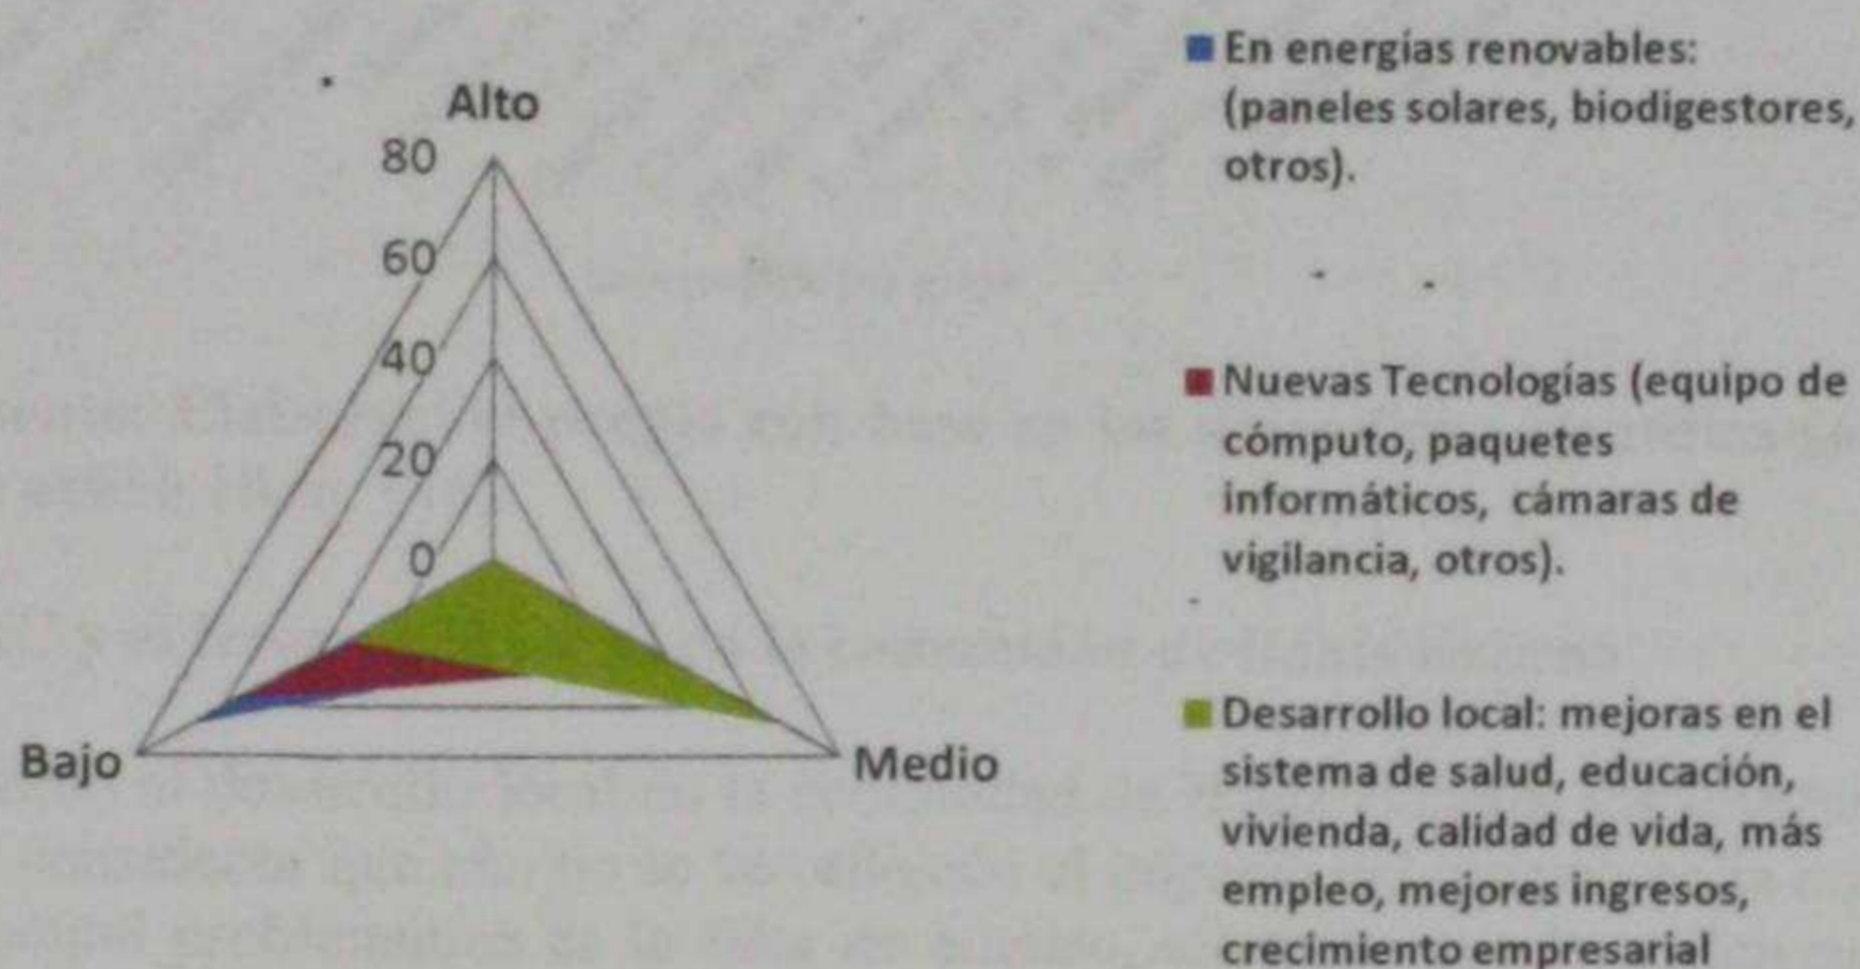 Alto
80
60
40
20
0
Bajo
Medio
En energías renovables:
(paneles solares, biodigestores,
otros).
Nuevas Tecnologías (equipo de
cómputo, paquetes
informáticos, cámaras de
vigilancia, otros).
Desarrollo local: mejoras en el
sistema de salud, educación,
vivienda, calidad de vida, más
empleo, mejores ingresos,
crecimiento empresarial